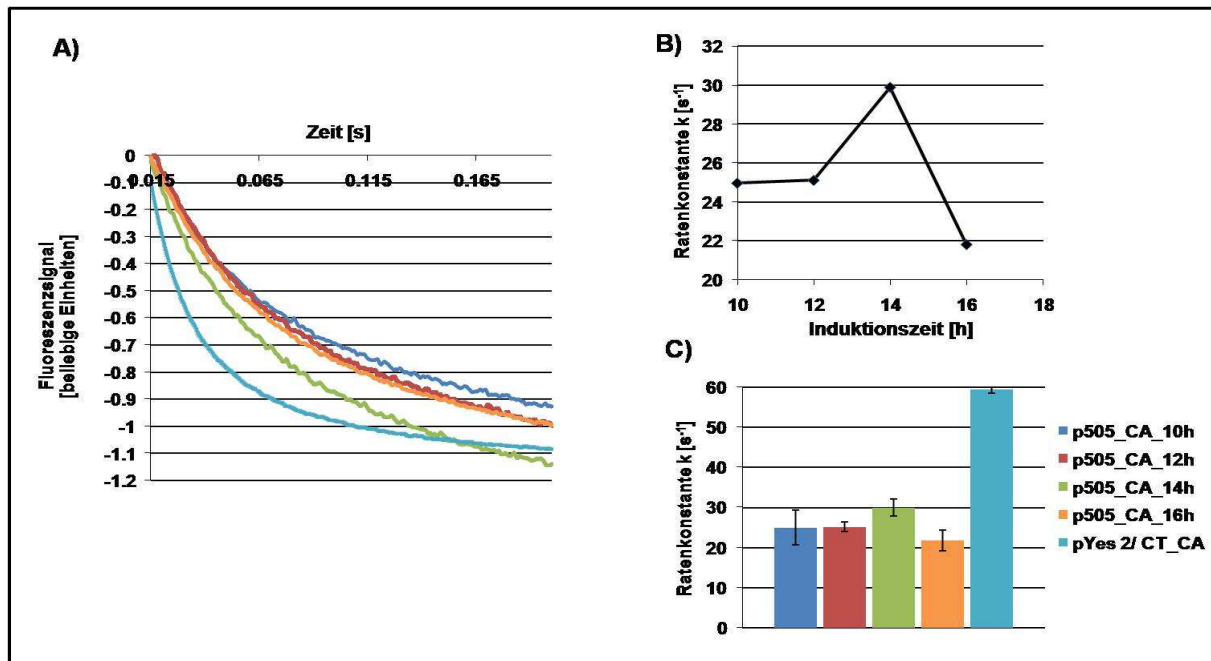 A)
Zeit [s]
0
0.015
0.065
0.115
0.165
-0.1
-0.2
-0.3
-0.4
-0.5
-0.6
-0.7
-0.8
-0.9
-1
-1.1
-1.2
Fluoreszenzsignal
[beliebige Einheiten]
B)
32
30
28
26
24
22
20
Ratenkonstante k [s⁻¹]
10
12
14
16
18
Induktionszeit [h]
C)
60
50
40
30
20
10
0
Ratenkonstante k [s⁻¹]
p505_CA_10h
p505_CA_12h
p505_CA_14h
p505_CA_16h
pYes 2/ CT_CA